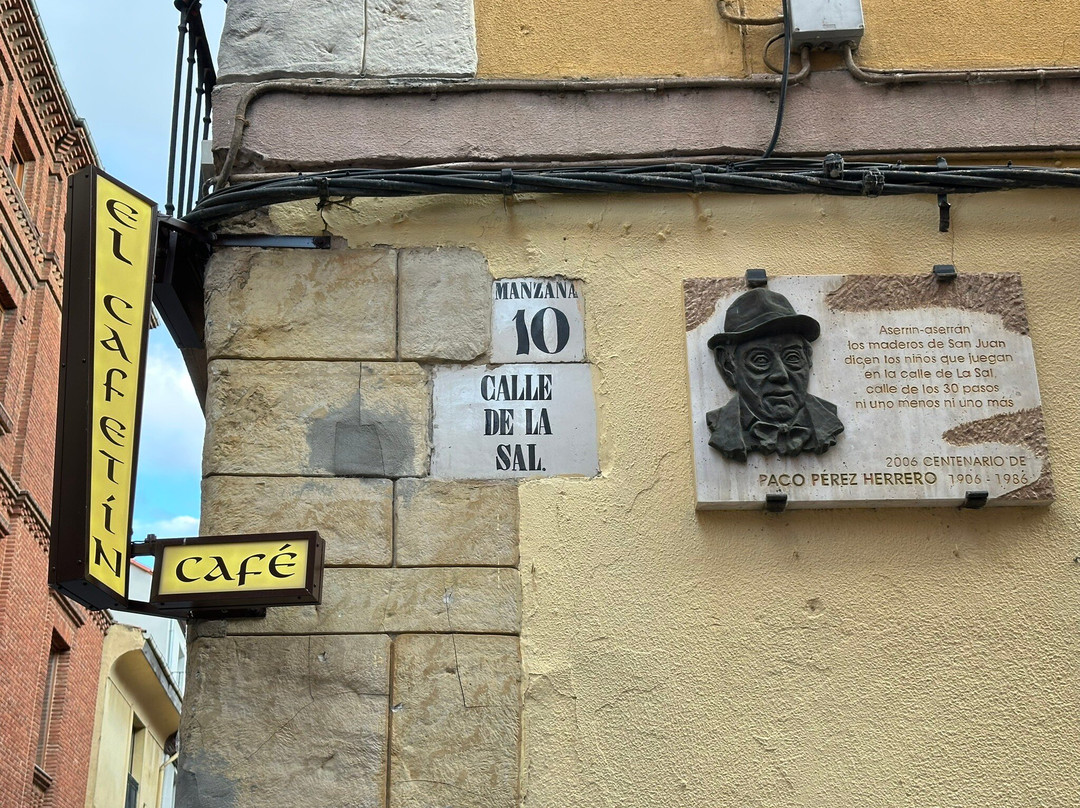 EL CAFETÍN
CAFÉ
MANZANA
10
CALLE
DE LA
SAL.
Aserrín-aserrán
los maderos de San Juan
dicen los niños que juegan
en la calle de La Sal,
calle de los 30 pasos
ni uno menos ni uno más
2006 CENTENARIO DE
PACO PÉREZ HERRERO 1906 - 1986